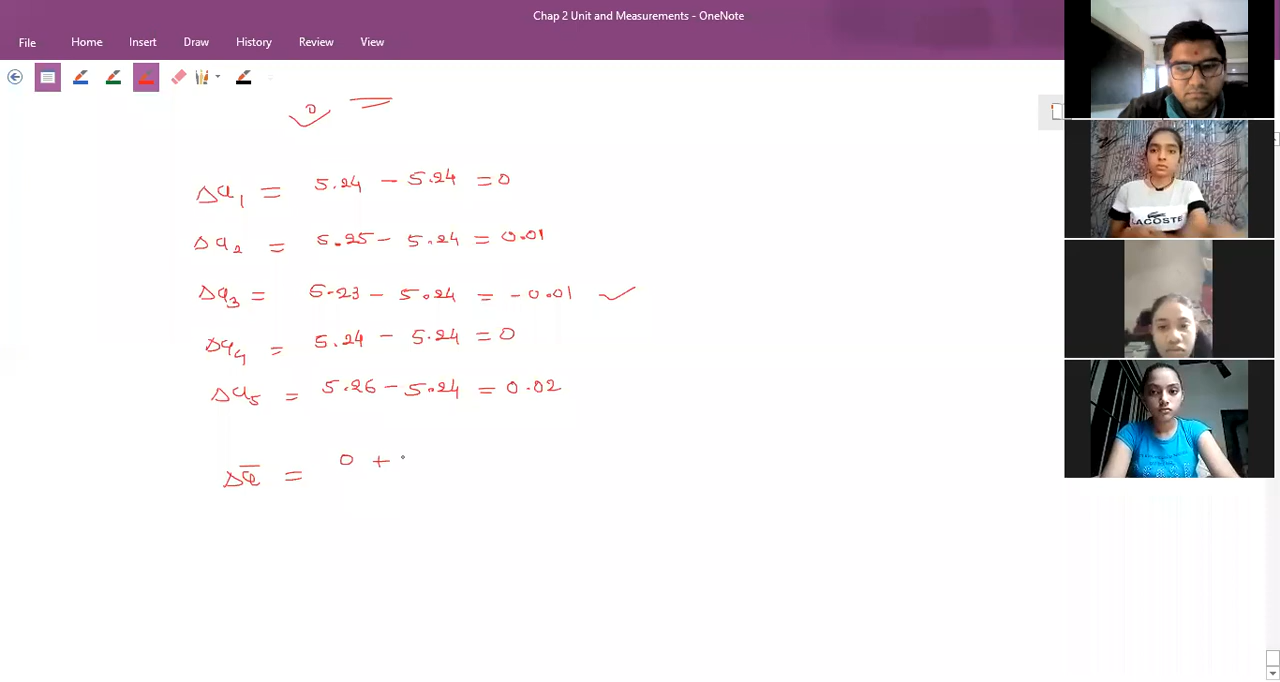 Chap 2 Unit and Measurements - OneNote
File Home Insert Draw History Review View
0
Δa₁ = 5.24 - 5.24 = 0
Δa₂ = 5.25 - 5.24 = 0.01
Δa₃ = 5.23 - 5.24 = -0.01 ✓
Δa₄ = 5.24 - 5.24 = 0
Δa₅ = 5.26 - 5.24 = 0.02
Δa̅ = 0 +
LACOSTE